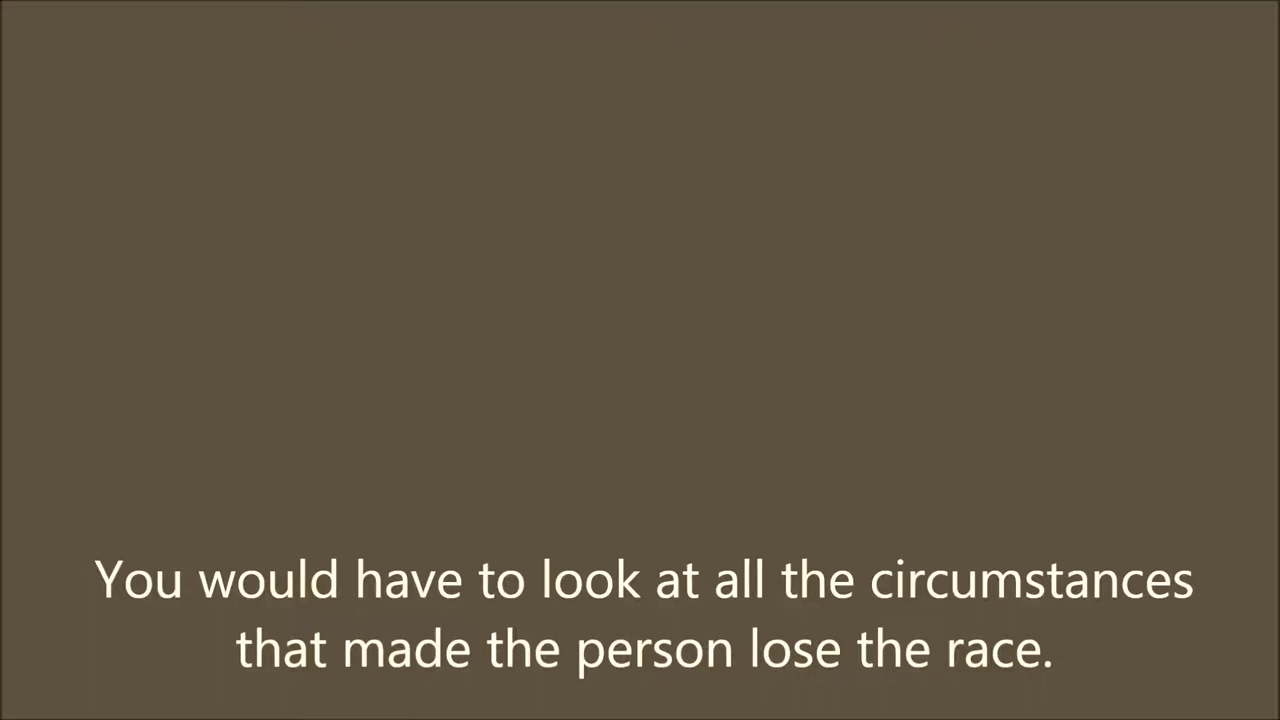 You would have to look at all the circumstances
that made the person lose the race.